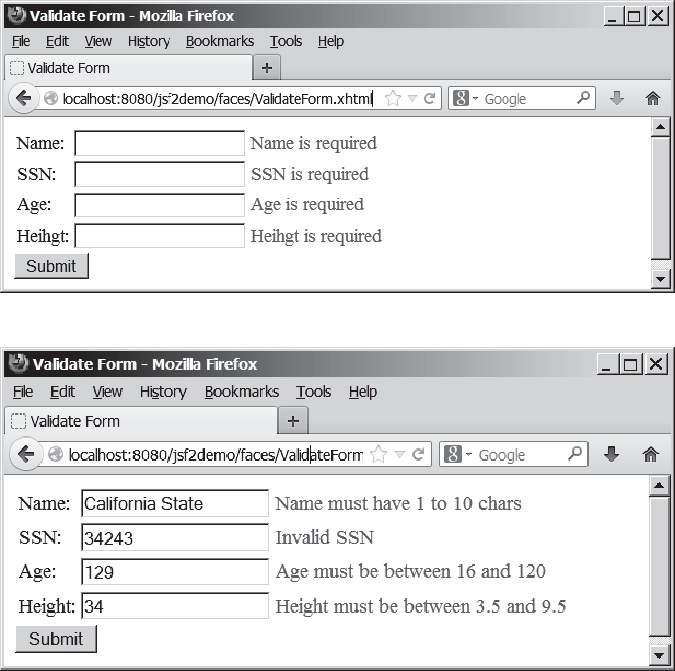 Validate Form - Mozilla Firefox
File Edit View History Bookmarks Tools Help
Validate Form +
localhost:8080/jsf2demo/faces/ValidateForm.xhtml 8 Google
Name: Name is required
SSN: SSN is required
Age: Age is required
Heihgt: Heihgt is required
Submit
Validate Form - Mozilla Firefox
File Edit View History Bookmarks Tools Help
Validate Form +
localhost:8080/jsf2demo/faces/ValidateForm 8 Google
Name: California State Name must have 1 to 10 chars
SSN: 34243 Invalid SSN
Age: 129 Age must be between 16 and 120
Height: 34 Height must be between 3.5 and 9.5
Submit